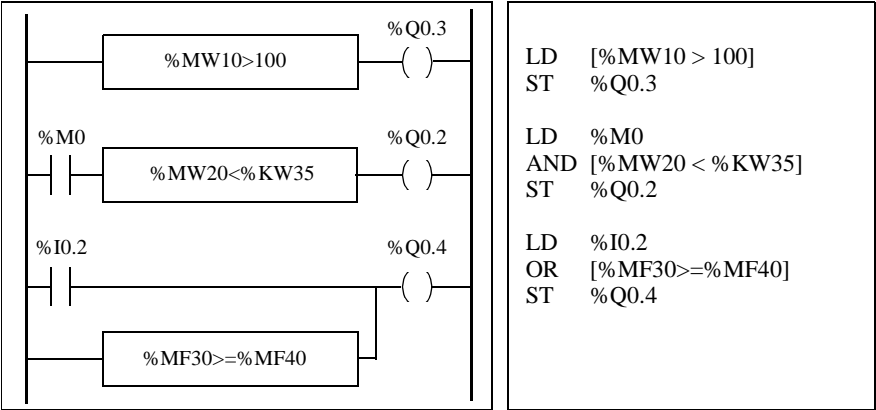 %Q0.3
%MW10>100
%M0
%Q0.2
%MW20<%KW35
%I0.2
%Q0.4
%MF30>=%MF40
LD [%MW10 > 100]
ST %Q0.3
LD %M0
AND [%MW20 < %KW35]
ST %Q0.2
LD %I0.2
OR [%MF30>=%MF40]
ST %Q0.4